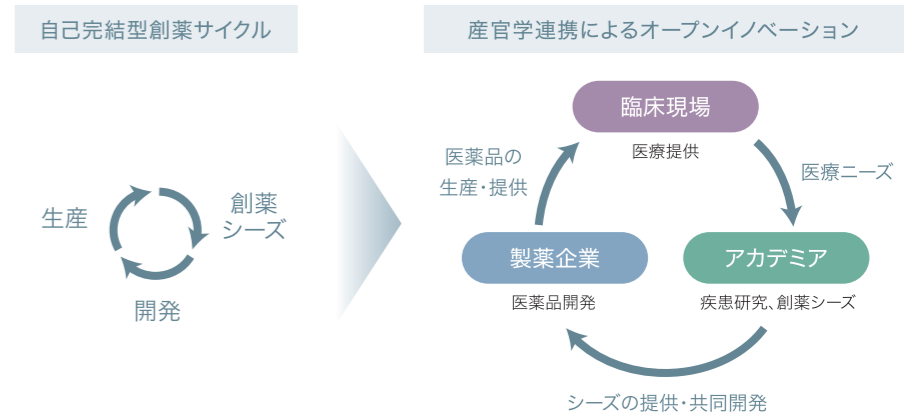 自己完結型創薬サイクル
生産
創薬
シーズ
開発
産官学連携によるオープンイノベーション
臨床現場
医療提供
医薬品の
生産・提供
医療ニーズ
製薬企業
医薬品開発
アカデミア
疾患研究、創薬シーズ
シーズの提供・共同開発